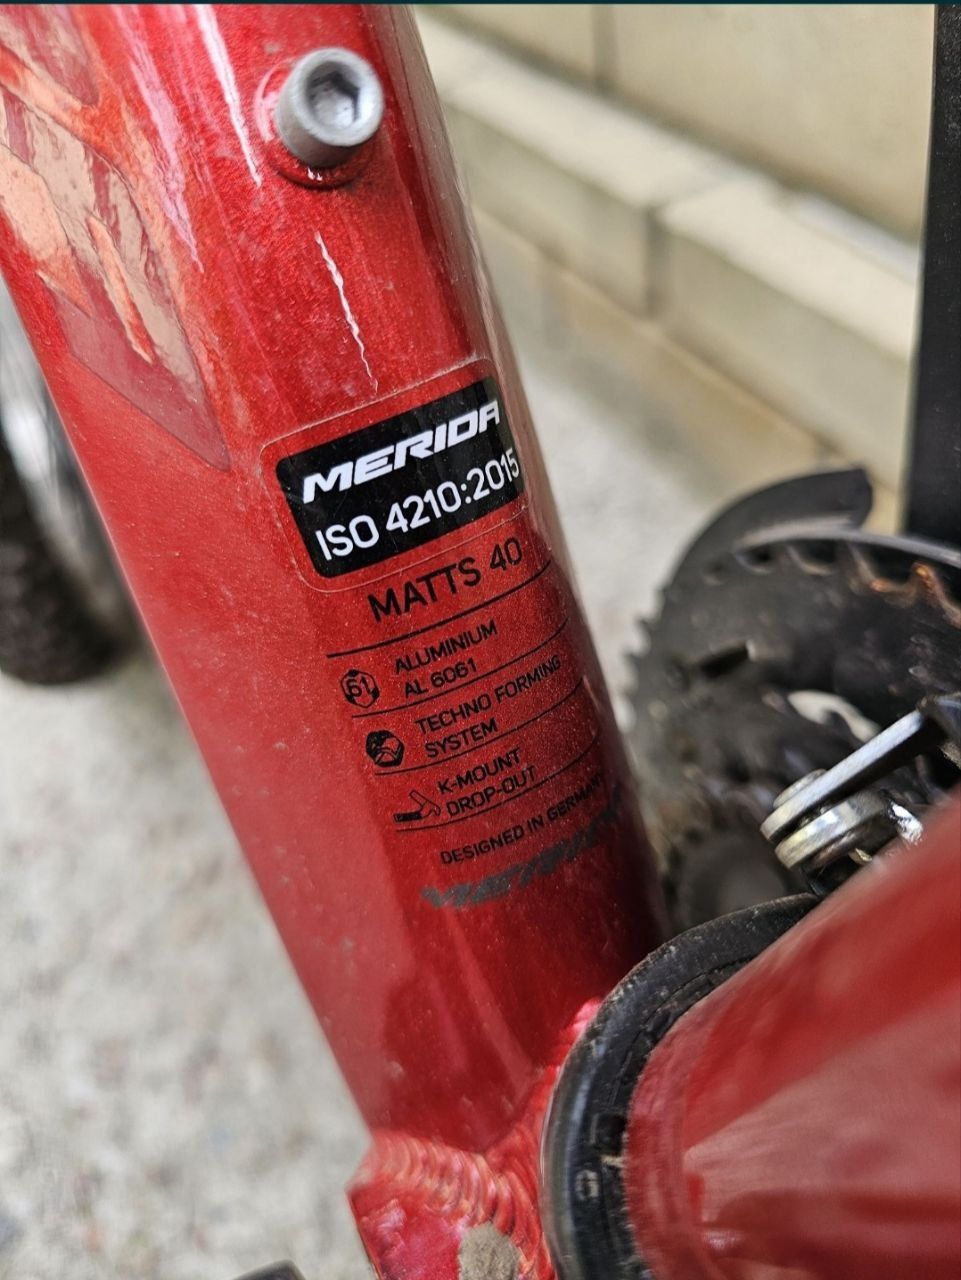 MERIDA
ISO 4210:2015
MATTS 40
61
ALUMINIUM
AL 6061
TECHNO FORMING
SYSTEM
K-MOUNT
DROP-OUT
DESIGNED IN GERMANY